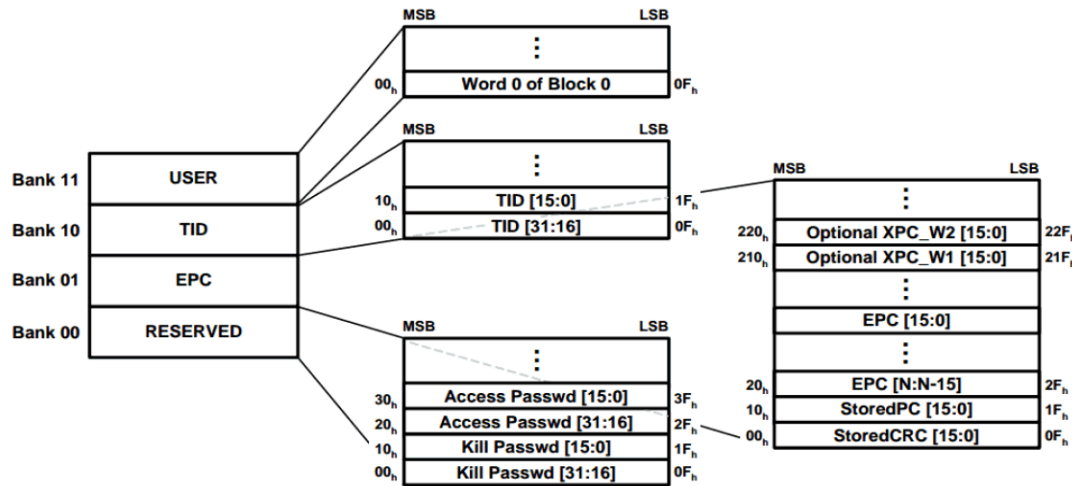 MSB LSB
⋮
00h Word 0 of Block 0 0Fh
MSB LSB
⋮
10h TID [15:0] 1Fh
00h TID [31:16] 0Fh
Bank 11 USER
Bank 10 TID
Bank 01 EPC
Bank 00 RESERVED
MSB LSB
⋮
30h Access Passwd [15:0] 3Fh
20h Access Passwd [31:16] 2Fh
10h Kill Passwd [15:0] 1Fh
00h Kill Passwd [31:16] 0Fh
MSB LSB
⋮
220h Optional XPC_W2 [15:0] 22Fh
210h Optional XPC_W1 [15:0] 21Fh
⋮
EPC [15:0]
⋮
20h EPC [N:N-15] 2Fh
10h StoredPC [15:0] 1Fh
00h StoredCRC [15:0] 0Fh